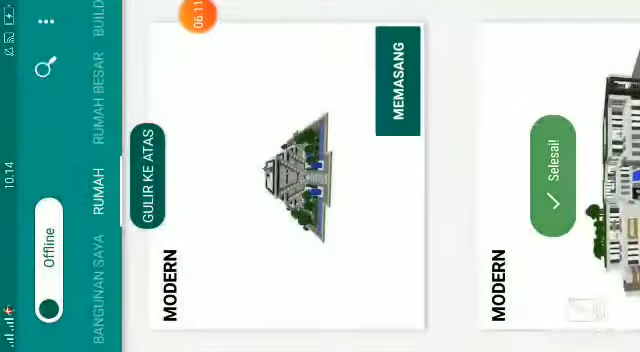 10.14
06.11
Offline
BANGUNAN SAYA
RUMAH
RUMAH BESAR
BUILD
GULIR KE ATAS
MODERN
MEMASANG
MODERN
Selesai!